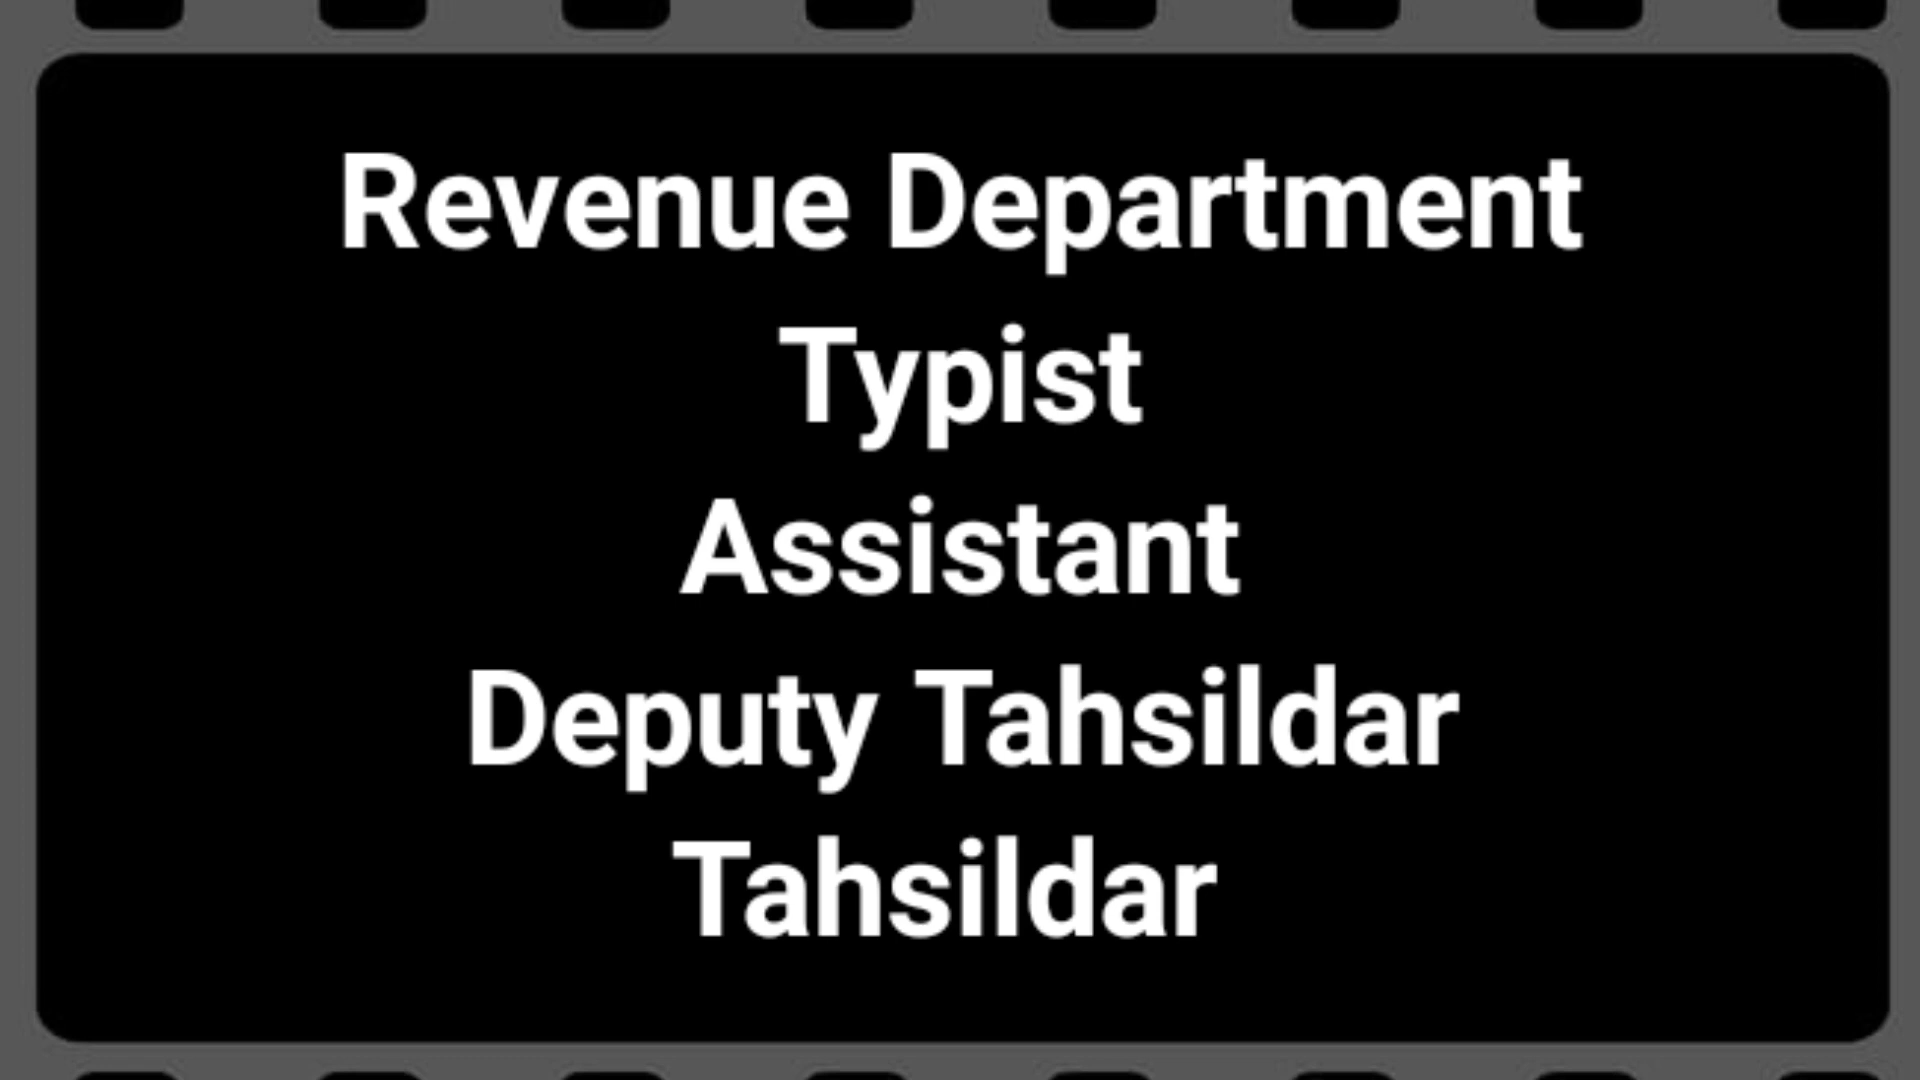 Revenue Department
Typist
Assistant
Deputy Tahsildar
Tahsildar